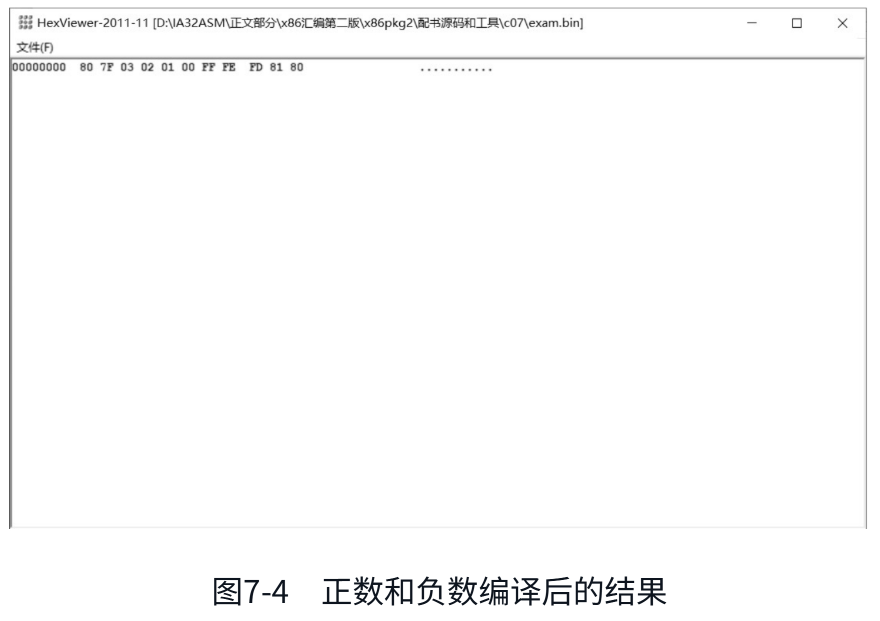 HexViewer-2011-11 [D:\IA32ASM\正文部分\x86汇编第二版\x86pkg2\配书源码和工具\c07\exam.bin]
文件(F)
00000000 80 7F 03 02 01 00 FF FE FD 81 80 ...........
图7-4 正数和负数编译后的结果